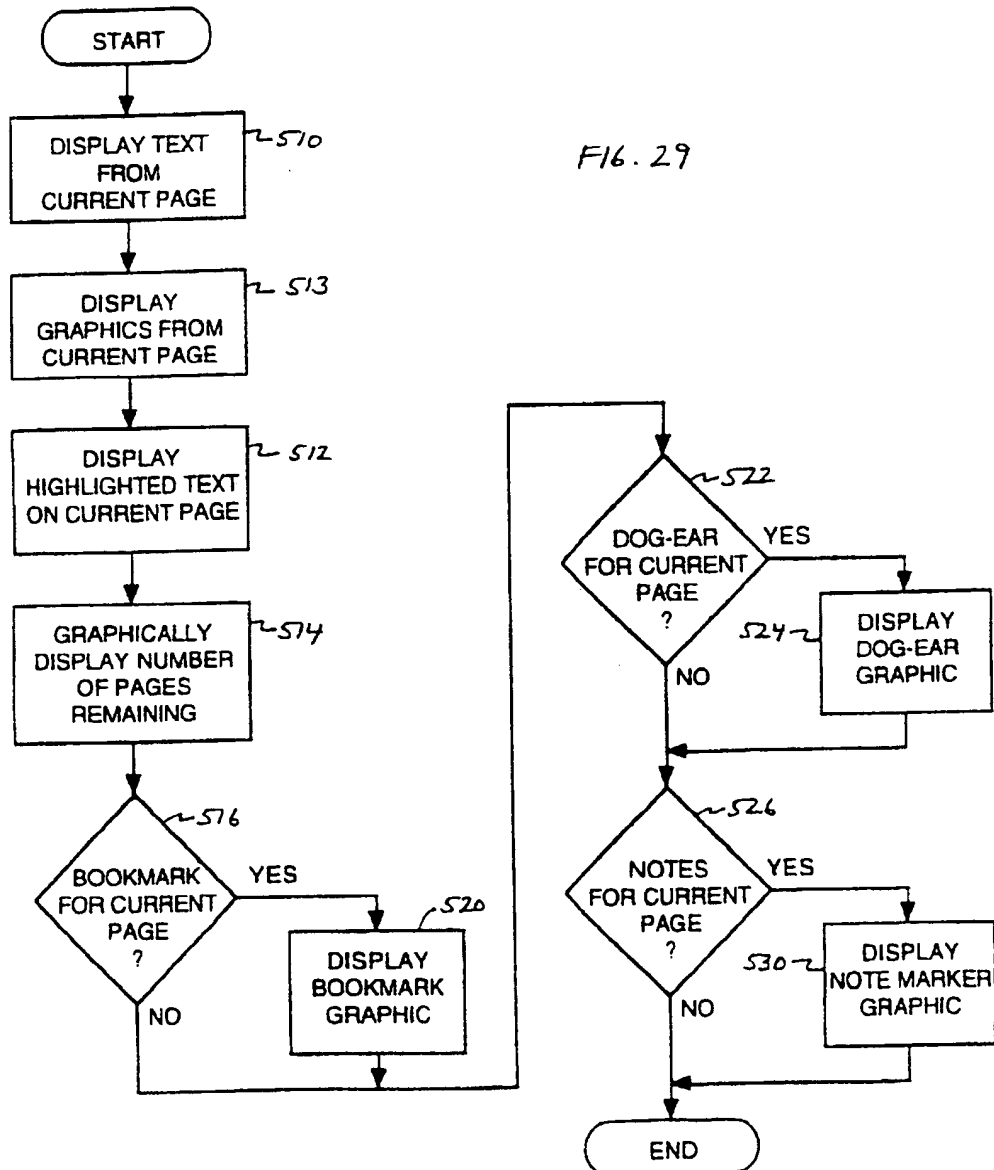 START
DISPLAY TEXT
FROM
CURRENT PAGE
510
FIG. 29
DISPLAY
GRAPHICS FROM
CURRENT PAGE
513
DISPLAY
HIGHLIGHTED TEXT
ON CURRENT PAGE
512
GRAPHICALLY
DISPLAY NUMBER
OF PAGES
REMAINING
514
BOOKMARK
FOR CURRENT
PAGE
?
516
YES
NO
DISPLAY
BOOKMARK
GRAPHIC
520
DOG-EAR
FOR CURRENT
PAGE
?
522
YES
NO
DISPLAY
DOG-EAR
GRAPHIC
524
NOTES
FOR CURRENT
PAGE
?
526
YES
NO
DISPLAY
NOTE MARKER
GRAPHIC
530
END